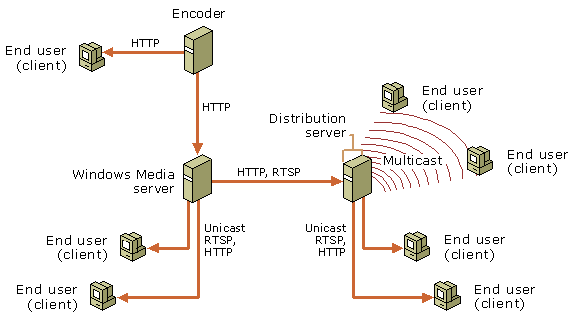 Encoder
End user
(client)
HTTP
HTTP
End user
(client)
Distribution
server
Multicast
End user
(client)
Windows Media
server
HTTP, RTSP
Unicast
RTSP,
HTTP
Unicast
RTSP,
HTTP
End user
(client)
End user
(client)
End user
(client)
End user
(client)